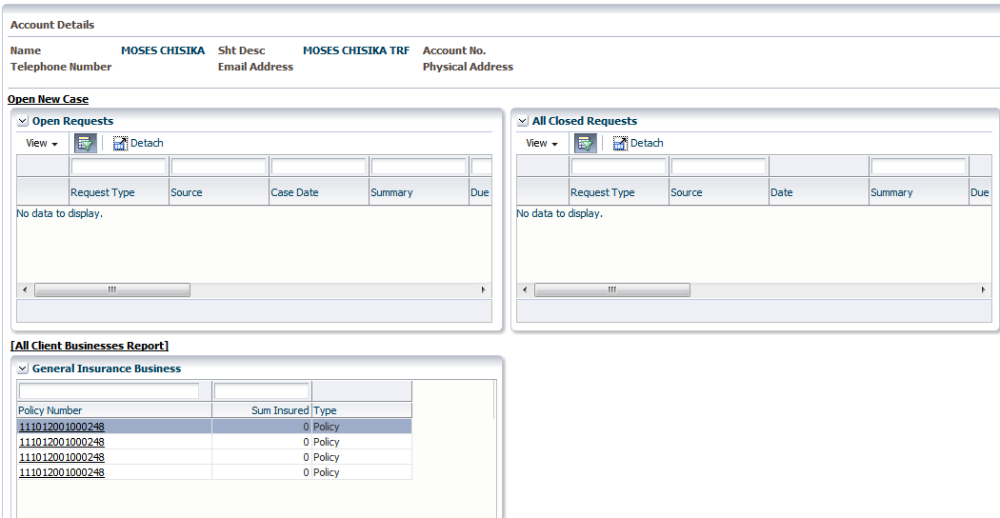 Account Details
Name MOSES CHISIKA Sht Desc MOSES CHISIKA TRF Account No.
Telephone Number Email Address Physical Address
Open New Case
Open Requests
View Detach
Request Type Source Case Date Summary Due
No data to display.
All Closed Requests
View Detach
Request Type Source Date Summary Due
No data to display.
[All Client Businesses Report]
General Insurance Business
Policy Number Sum Insured Type
111012001000248 0 Policy
111012001000248 0 Policy
111012001000248 0 Policy
111012001000248 0 Policy